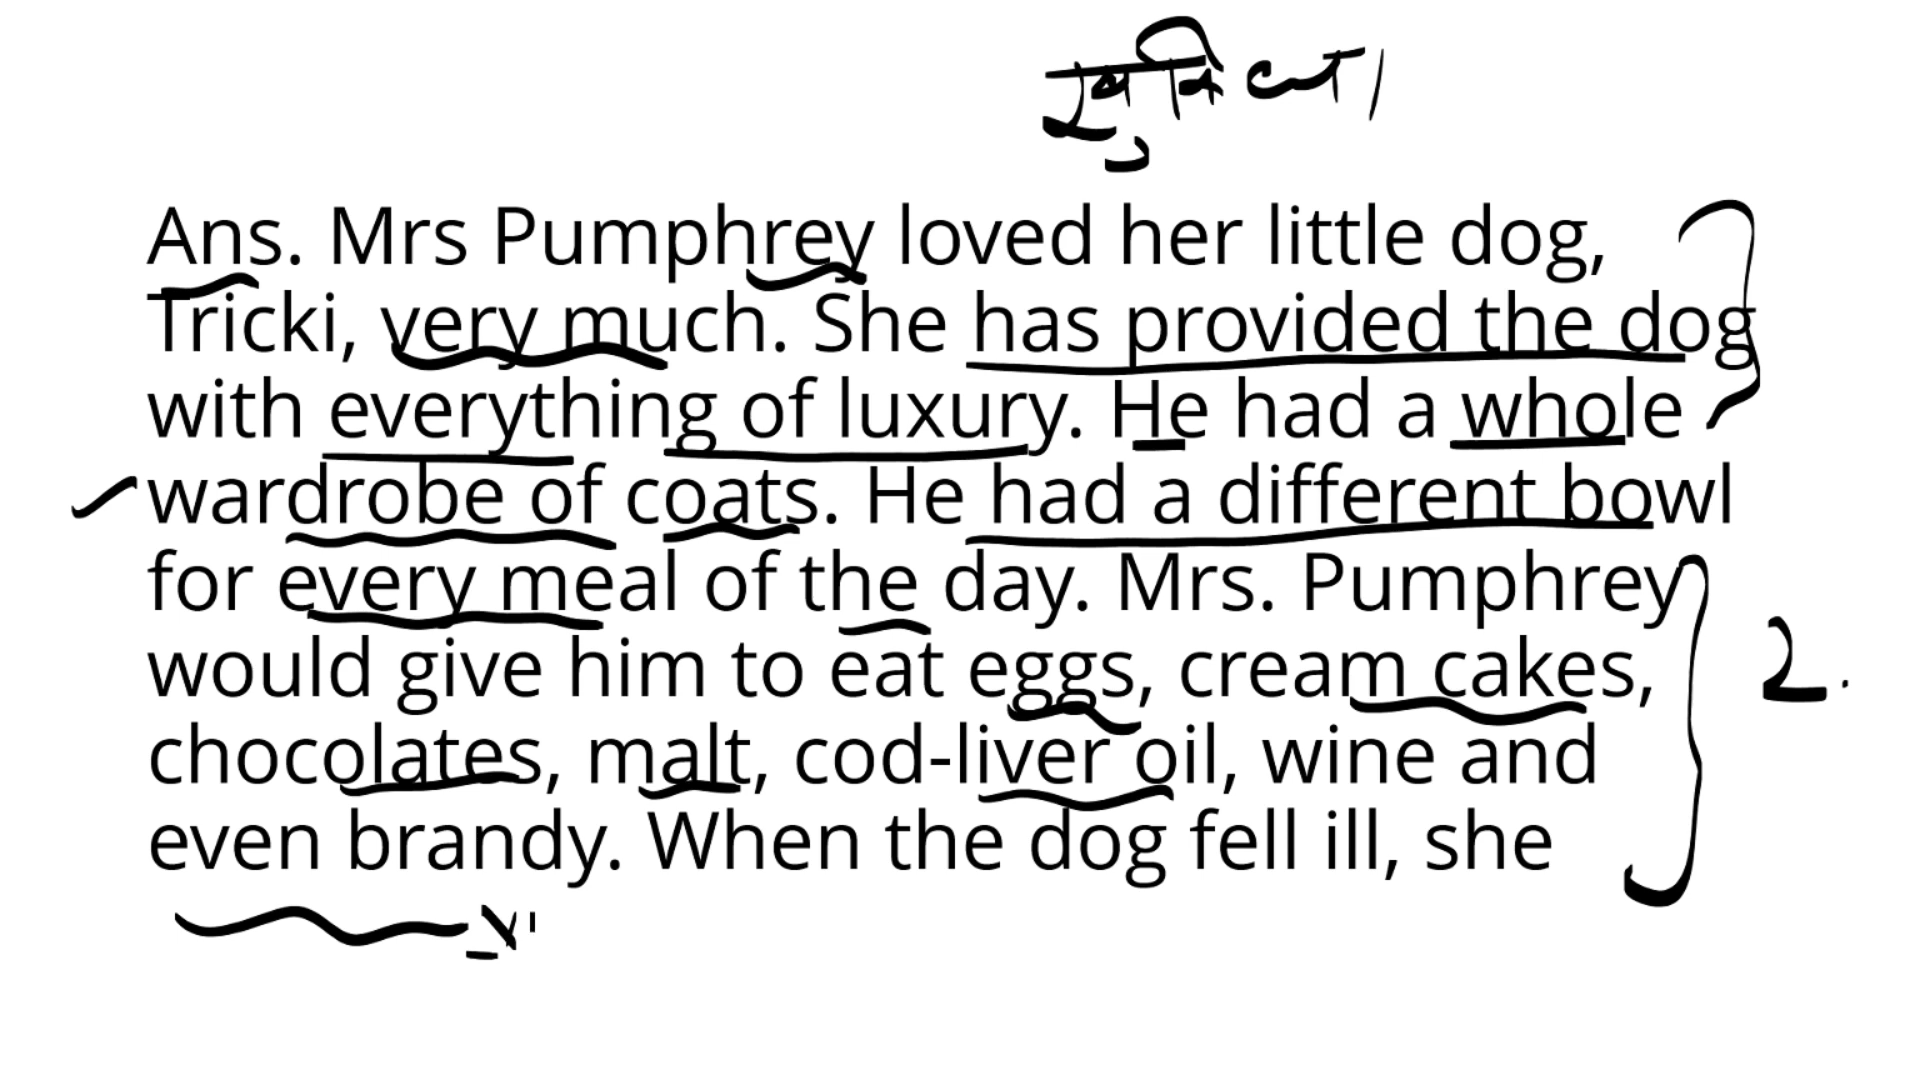 Ans. Mrs Pumphrey loved her little dog,
Tricki, very much. She has provided the dog
with everything of luxury. He had a whole
wardrobe of coats. He had a different bowl
for every meal of the day. Mrs. Pumphrey
would give him to eat eggs, cream cakes,
2.
chocolates, malt, cod-liver oil, wine and
even brandy. When the dog fell ill, she